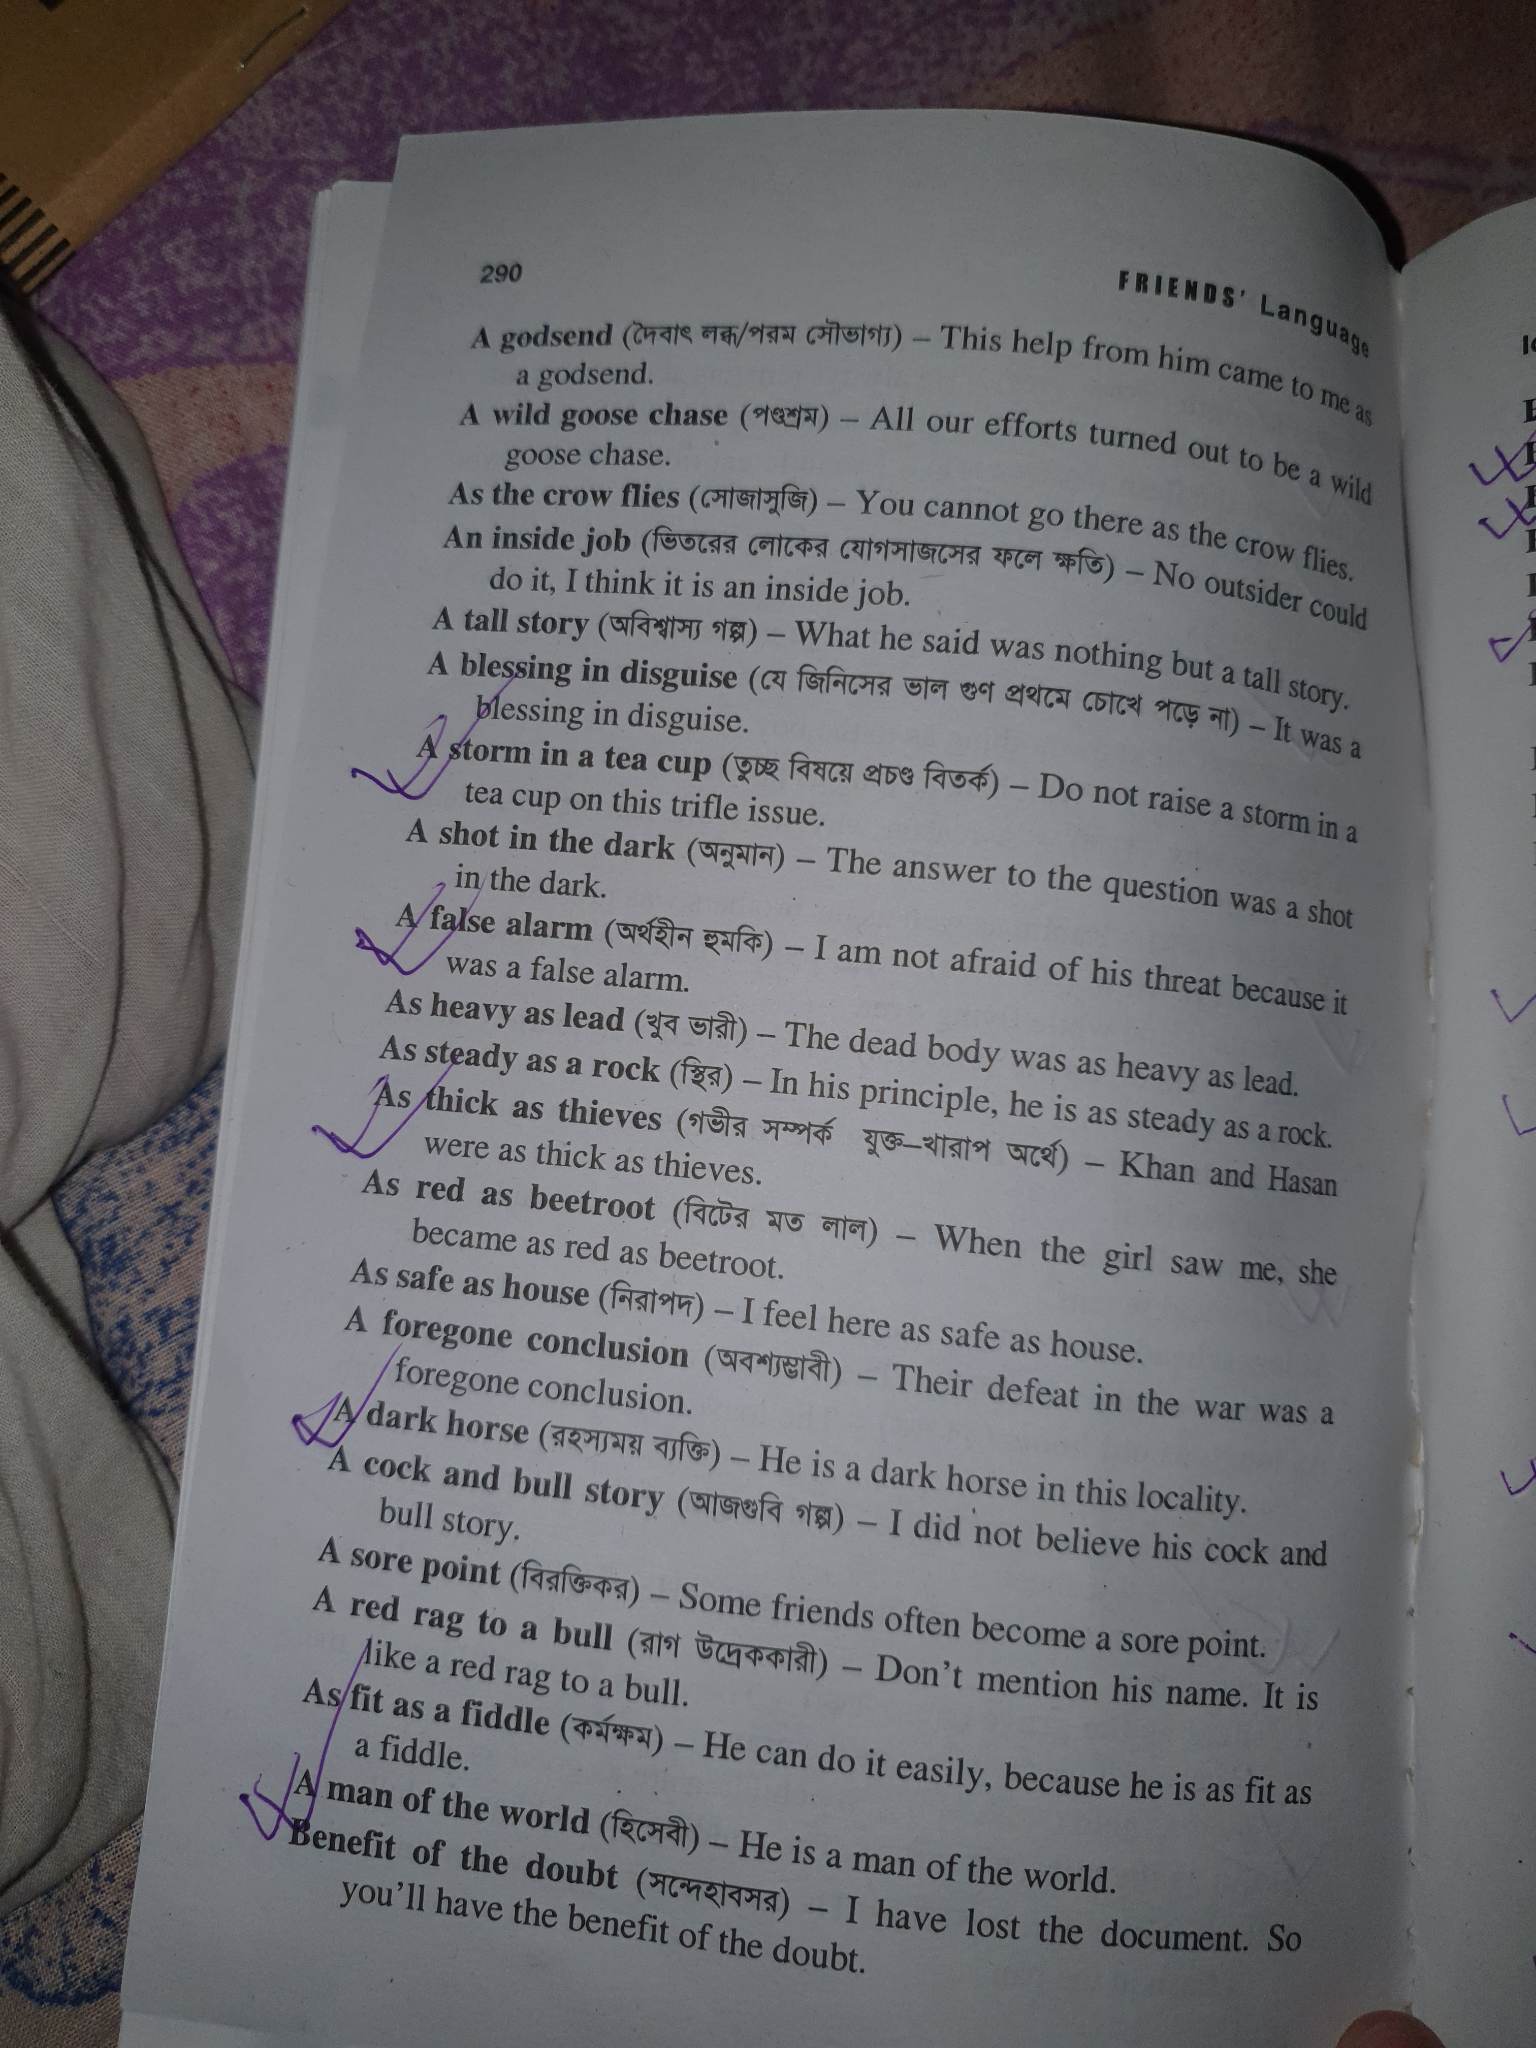 290
FRIENDS' Language
A godsend (দৈবাৎ লব্ধ/পরম সৌভাগ্য) – This help from him came to me as
a godsend.
A wild goose chase (পণ্ডশ্রম) – All our efforts turned out to be a wild
goose chase.
As the crow flies (সোজাসুজি) – You cannot go there as the crow flies.
An inside job (ভিতরের লোকের যোগসাজসের ফলে ক্ষতি) – No outsider could
do it, I think it is an inside job.
A tall story (অবিশ্বাস্য গল্প) – What he said was nothing but a tall story.
A blessing in disguise (যে জিনিসের ভাল গুণ প্রথমে চোখে পড়ে না) – It was a
blessing in disguise.
A storm in a tea cup (তুচ্ছ বিষয়ে প্রচণ্ড বিতর্ক) – Do not raise a storm in a
tea cup on this trifle issue.
A shot in the dark (অনুমান) – The answer to the question was a shot
in the dark.
A false alarm (অর্থহীন হুমকি) – I am not afraid of his threat because it
was a false alarm.
As heavy as lead (খুব ভারী) – The dead body was as heavy as lead.
As steady as a rock (স্থির) – In his principle, he is as steady as a rock.
As thick as thieves (গভীর সম্পর্ক যুক্ত–খারাপ অর্থে) – Khan and Hasan
were as thick as thieves.
As red as beetroot (বিটের মত লাল) – When the girl saw me, she
became as red as beetroot.
As safe as house (নিরাপদ) – I feel here as safe as house.
A foregone conclusion (অবশ্যম্ভাবী) – Their defeat in the war was a
foregone conclusion.
A dark horse (রহস্যময় ব্যক্তি) – He is a dark horse in this locality.
A cock and bull story (আজগুবি গল্প) – I did not believe his cock and
bull story.
A sore point (বিরক্তিকর) – Some friends often become a sore point.
A red rag to a bull (রাগ উদ্রেককারী) – Don't mention his name. It is
like a red rag to a bull.
As fit as a fiddle (কর্মক্ষম) – He can do it easily, because he is as fit as
a fiddle.
A man of the world (হিসেবী) – He is a man of the world.
Benefit of the doubt (সন্দেহাবসর) – I have lost the document. So
you'll have the benefit of the doubt.